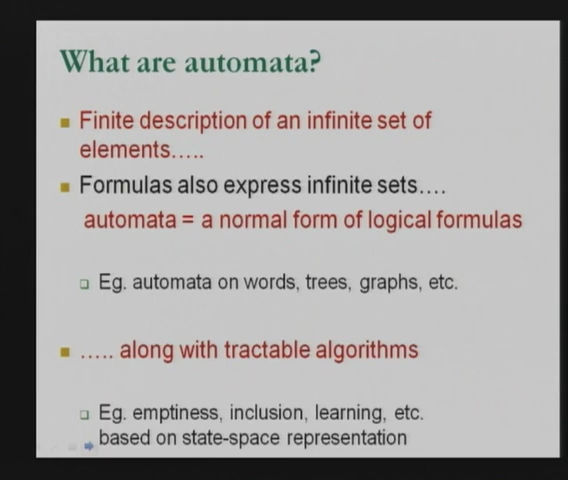 What are automata?
Finite description of an infinite set of
elements.....
Formulas also express infinite sets....
automata = a normal form of logical formulas
Eg. automata on words, trees, graphs, etc.
..... along with tractable algorithms
Eg. emptiness, inclusion, learning, etc.
based on state-space representation